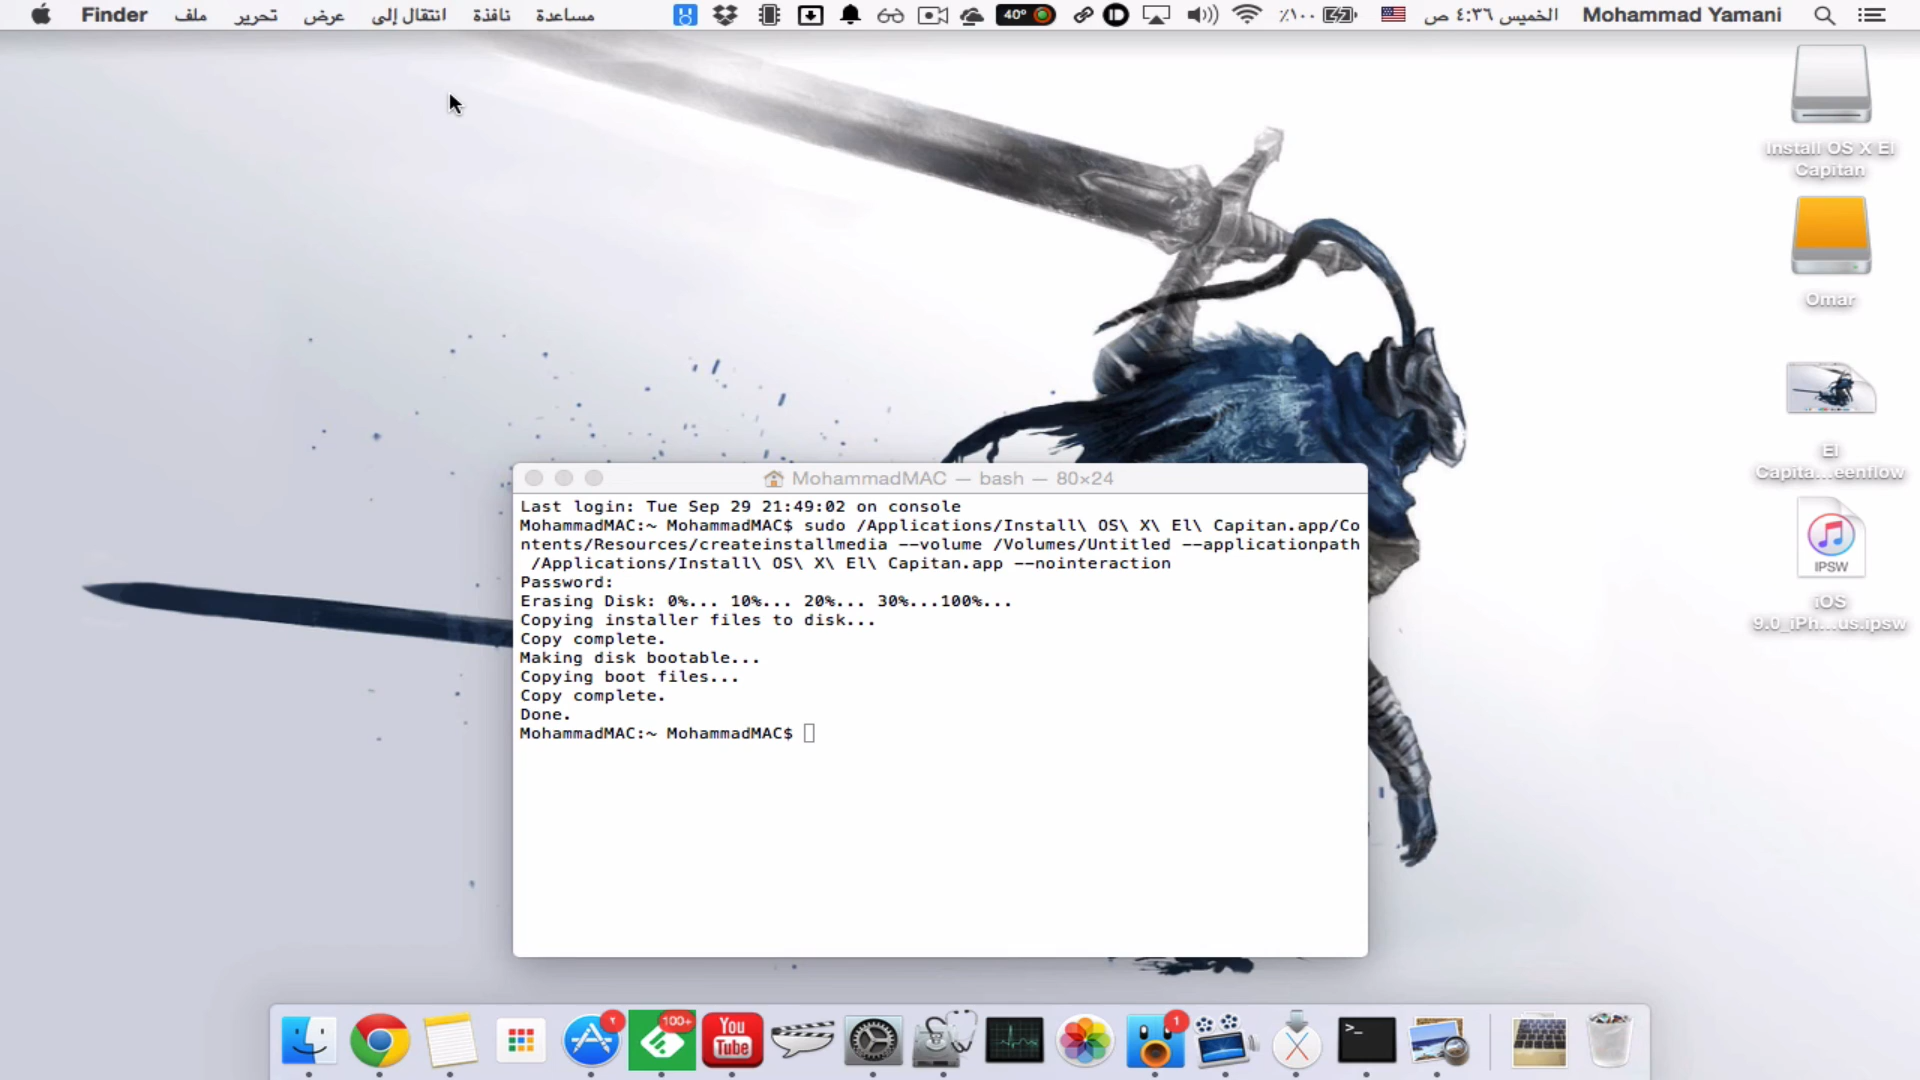 Finder ملف تحرير عرض انتقال إلى نافذة مساعدة 40° ٪١٠٠ الخميس ٤:٣٦ ص Mohammad Yamani
Install OS X El
Capitan
Omar
El
Capita...eenflow
IPSW
iOS
9.0_iPh...us.ipsw
MohammadMAC — bash — 80×24
Last login: Tue Sep 29 21:49:02 on console
MohammadMAC:~ MohammadMAC$ sudo /Applications/Install\ OS\ X\ El\ Capitan.app/Co
ntents/Resources/createinstallmedia --volume /Volumes/Untitled --applicationpath
/Applications/Install\ OS\ X\ El\ Capitan.app --nointeraction
Password:
Erasing Disk: 0%... 10%... 20%... 30%...100%...
Copying installer files to disk...
Copy complete.
Making disk bootable...
Copying boot files...
Copy complete.
Done.
MohammadMAC:~ MohammadMAC$
٢
100+
You
Tube
1
>_